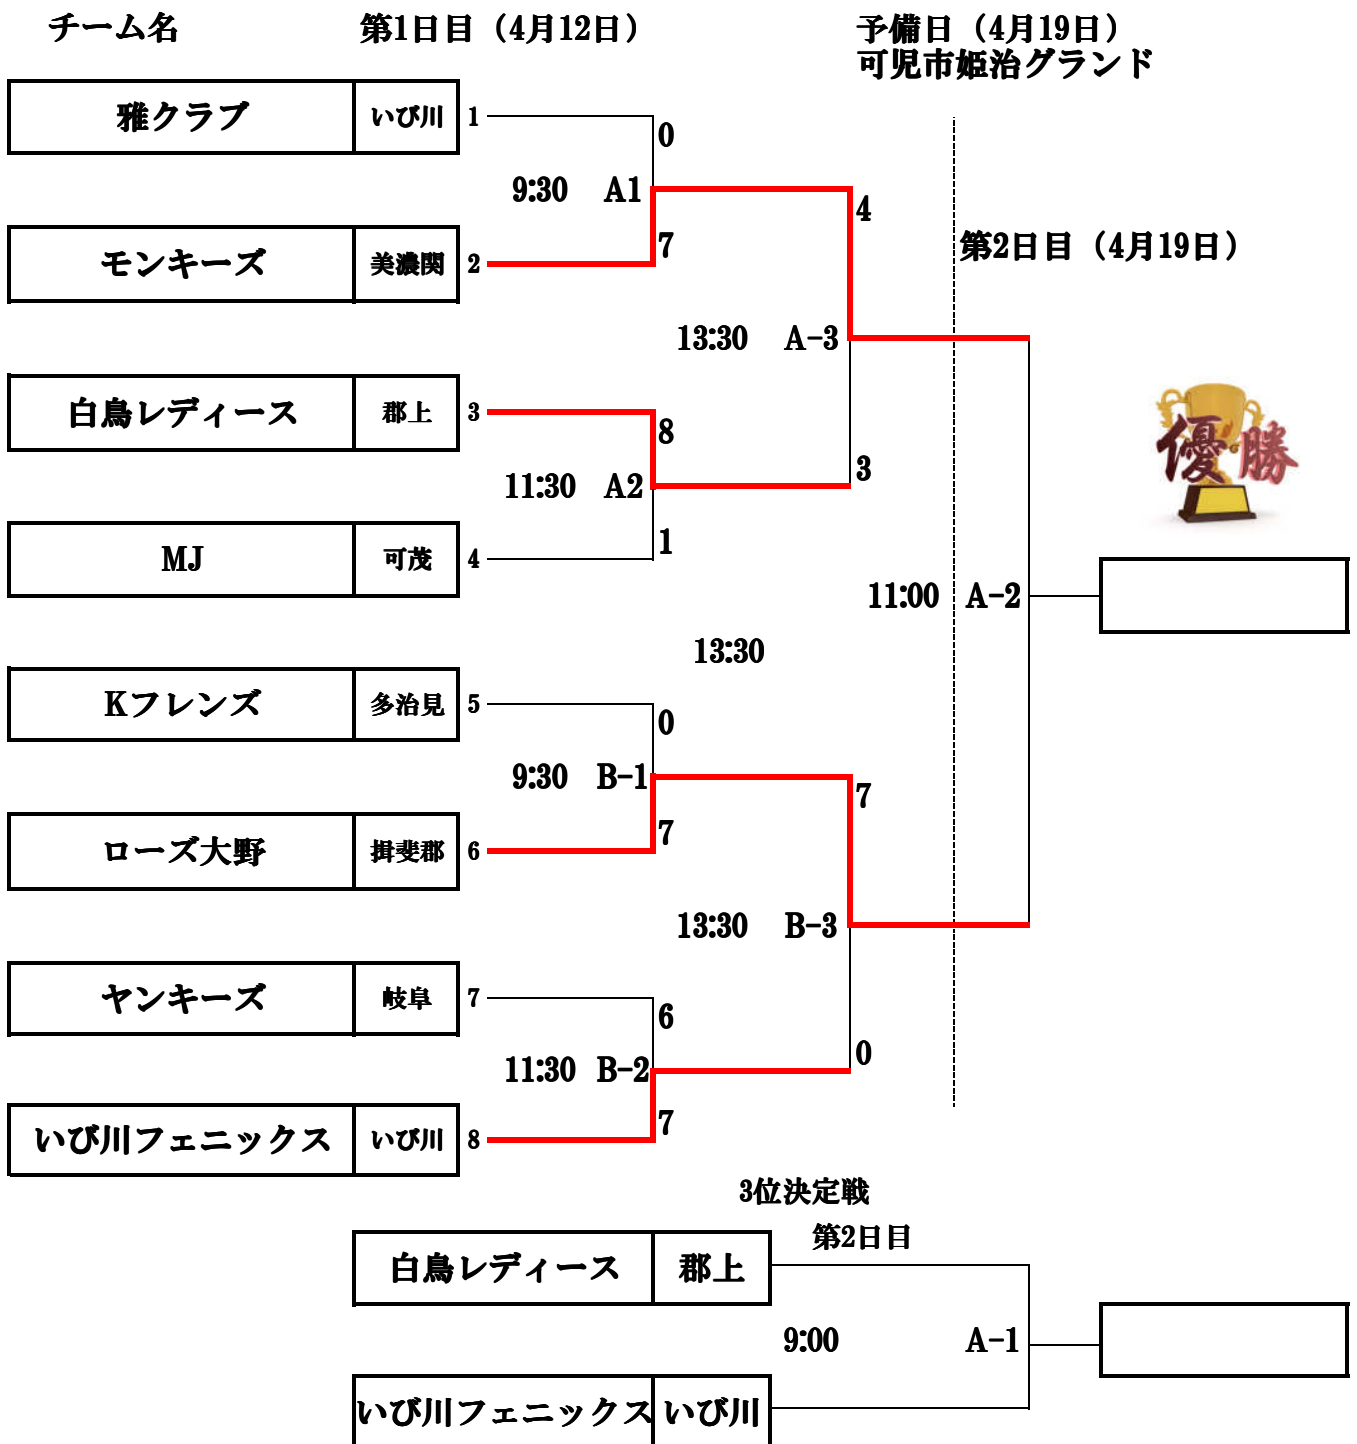 チーム名 第1日目（4月12日） 予備日（4月19日）
可児市姫治グランド
雅クラブ いび川 1
0
9:30 A1
4
モンキーズ 美濃関 2
7
第2日目（4月19日）
13:30 A-3
白鳥レディース 郡上 3
8
3
11:30 A2
優勝
MJ 可茂 4
1
11:00 A-2
13:30
Kフレンズ 多治見 5
0
9:30 B-1
7
ローズ大野 揖斐郡 6
7
13:30 B-3
ヤンキーズ 岐阜 7
6
0
11:30 B-2
いび川フェニックス いび川 8
7
3位決定戦
第2日目
白鳥レディース 郡上
9:00 A-1
いび川フェニックス いび川